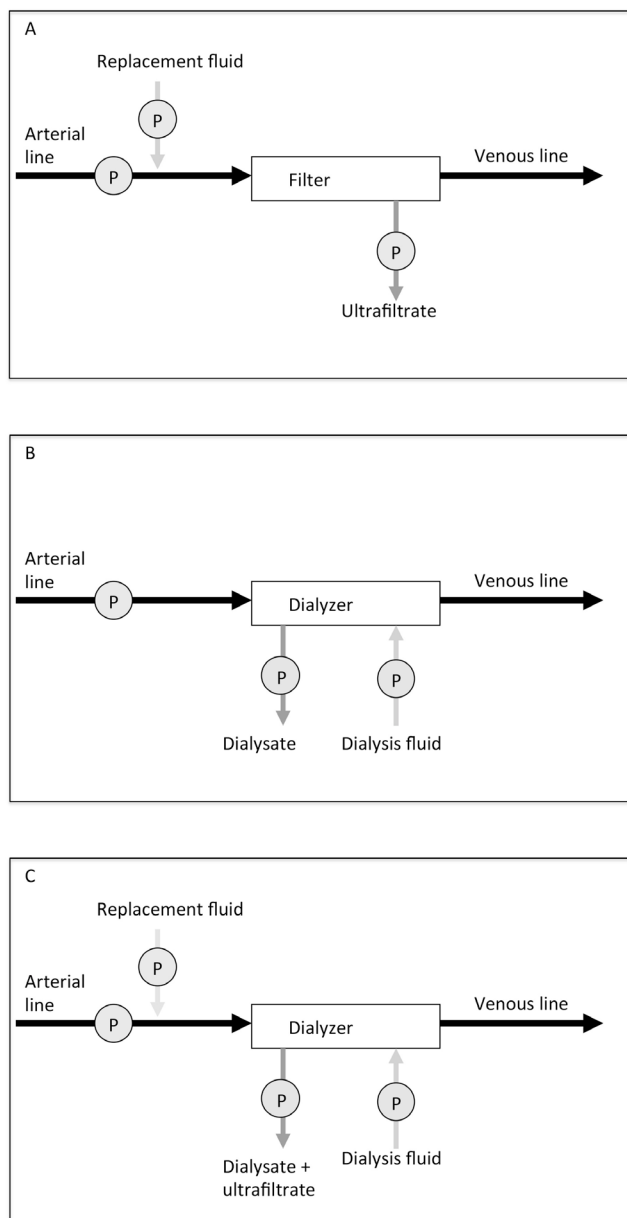 A
Replacement fluid
P
Arterial
line
P
Filter
Venous line
P
Ultrafiltrate
B
Arterial
line
P
Dialyzer
Venous line
P
P
Dialysate
Dialysis fluid
C
Replacement fluid
P
Arterial
line
P
Dialyzer
Venous line
P
P
Dialysate +
ultrafiltrate
Dialysis fluid